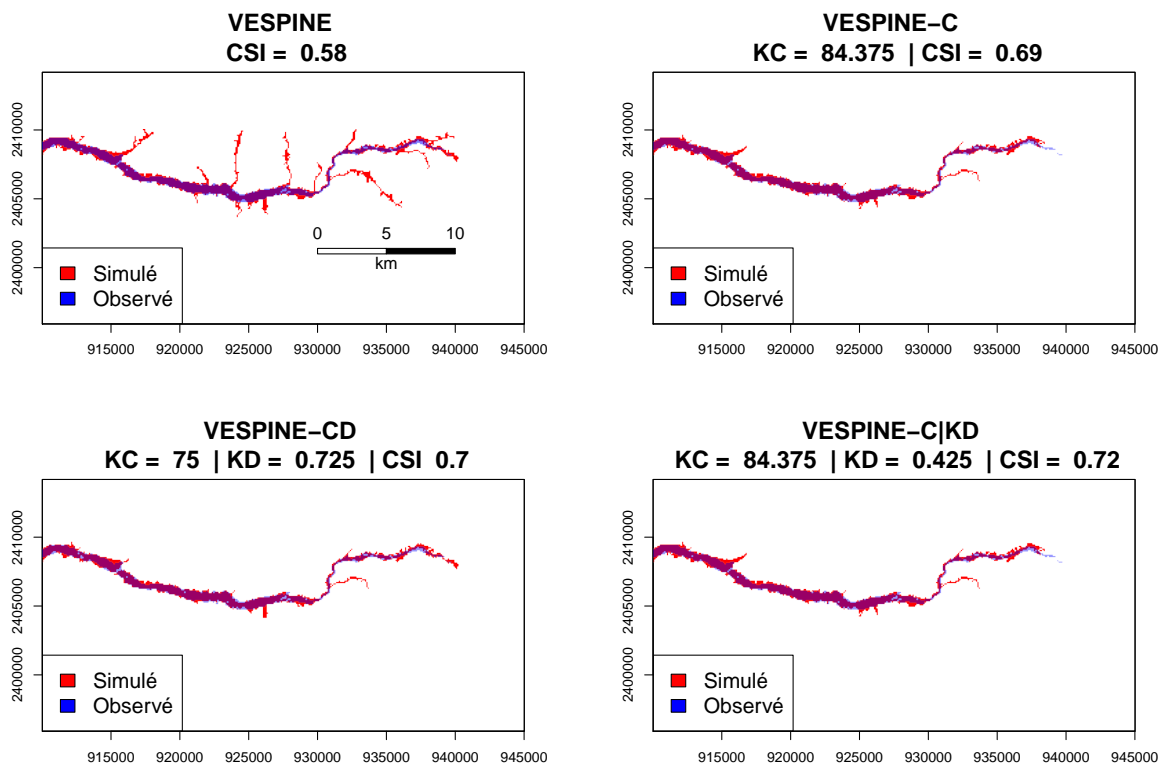 VESPINE
CSI = 0.58
2410000
2405000
2400000
0 5 10
km
Simulé
Observé
915000 920000 925000 930000 935000 940000 945000
VESPINE−C
KC = 84.375 | CSI = 0.69
2410000
2405000
2400000
Simulé
Observé
915000 920000 925000 930000 935000 940000 945000
VESPINE−CD
KC = 75 | KD = 0.725 | CSI 0.7
2410000
2405000
2400000
Simulé
Observé
915000 920000 925000 930000 935000 940000 945000
VESPINE−C|KD
KC = 84.375 | KD = 0.425 | CSI = 0.72
2410000
2405000
2400000
Simulé
Observé
915000 920000 925000 930000 935000 940000 945000